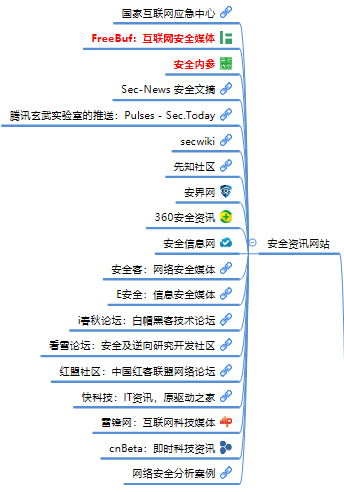 国家互联网应急中心
FreeBuf：互联网安全媒体
安全内参
Sec-News 安全文摘
腾讯玄武实验室的推送：Pulses - Sec.Today
secwiki
先知社区
安界网
360安全资讯
安全信息网
安全资讯网站
安全客：网络安全媒体
E安全：信息安全媒体
i春秋论坛：白帽黑客技术论坛
看雪论坛：安全及逆向研究开发社区
红盟社区：中国红客联盟网络论坛
快科技：IT资讯，原驱动之家
雷锋网：互联网科技媒体
cnBeta：即时科技资讯
网络安全分析案例